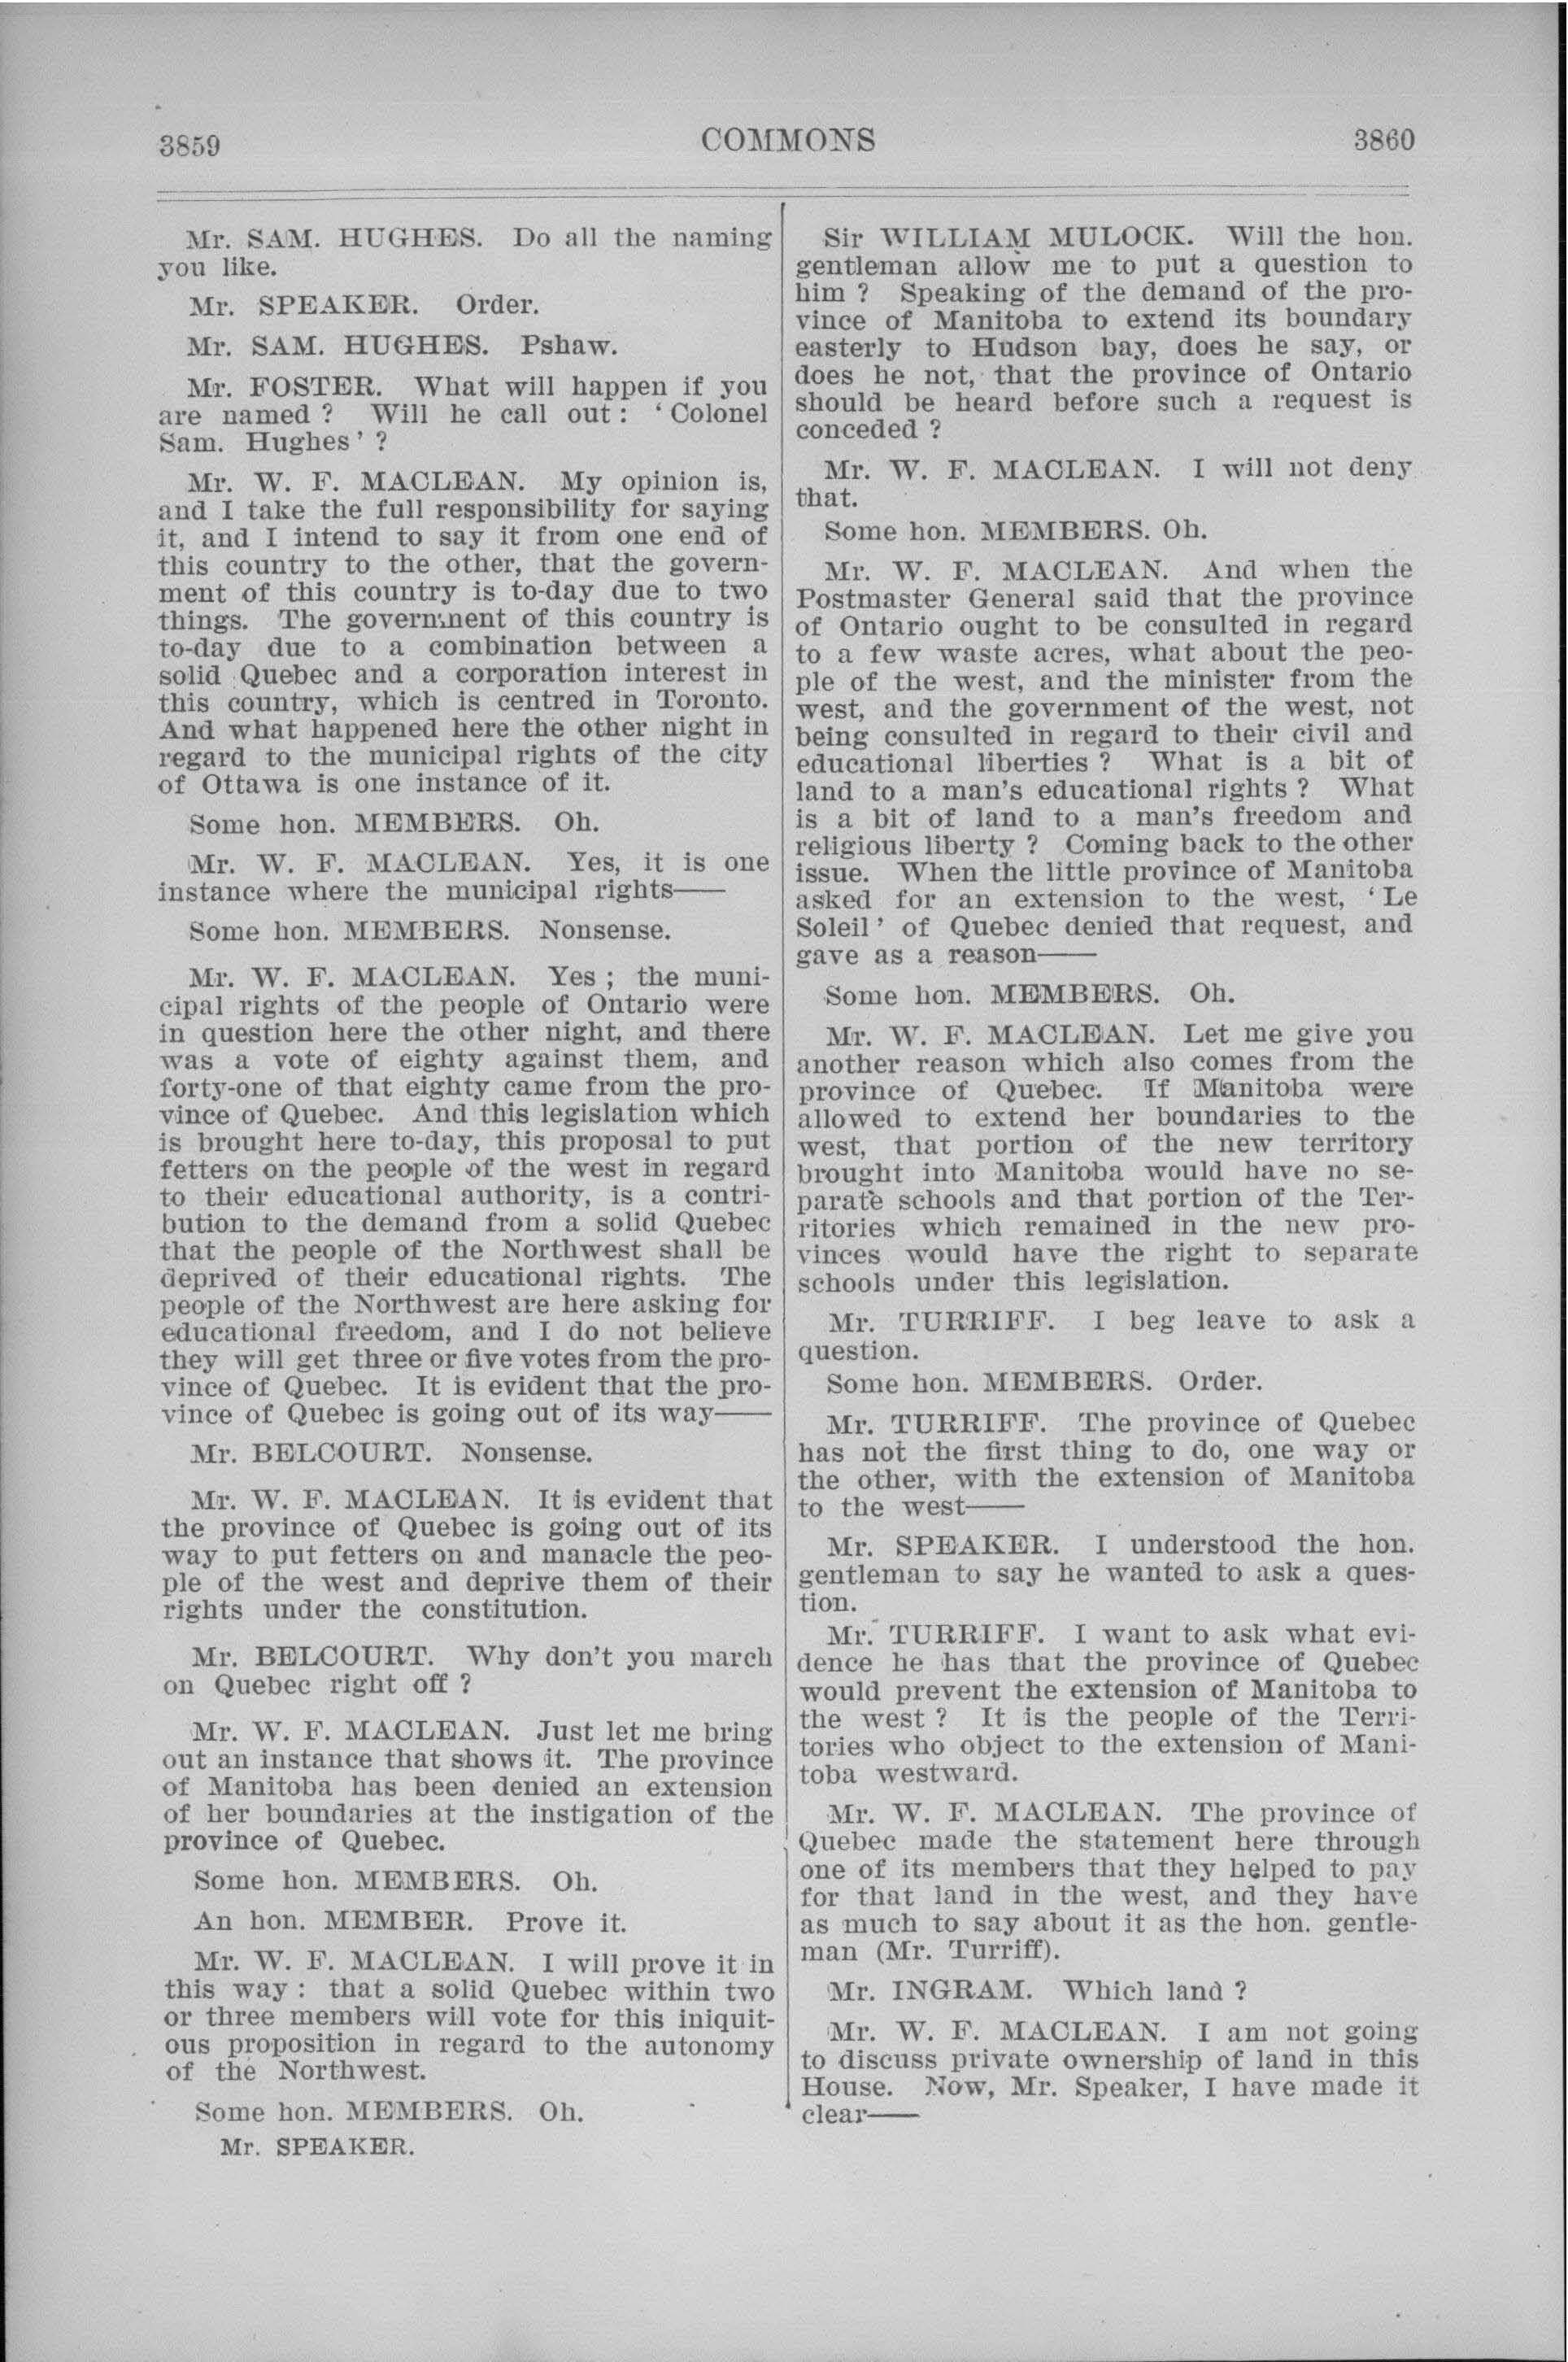 3859
COMMONS
3860
Mr. SAM. HUGHES. Do all the naming
you like.
Mr. SPEAKER. Order.
Mr. SAM. HUGHES. Pshaw.
Mr. FOSTER. What will happen if you
are named ? Will he call out : ‘ Colonel
Sam. Hughes ’ ?
Mr. W. F. MACLEAN. My opinion is,
and I take the full responsibility for saying
it, and I intend to say it from one end of
this country to the other, that the govern-
ment of this country is to-day due to two
things. The government of this country is
to-day due to a combination between a
solid Quebec and a corporation interest in
this country, which is centred in Toronto.
And what happened here the other night in
regard to the municipal rights of the city
of Ottawa is one instance of it.
Some hon. MEMBERS. Oh.
Mr. W. F. MACLEAN. Yes, it is one
instance where the municipal rights——
Some hon. MEMBERS. Nonsense.
Mr. W. F. MACLEAN. Yes ; the muni-
cipal rights of the people of Ontario were
in question here the other night, and there
was a vote of eighty against them, and
forty-one of that eighty came from the pro-
vince of Quebec. And this legislation which
is brought here to-day, this proposal to put
fetters on the people of the west in regard
to their educational authority, is a contri-
bution to the demand from a solid Quebec
that the people of the Northwest shall be
deprived of their educational rights. The
people of the Northwest are here asking for
educational freedom, and I do not believe
they will get three or five votes from the pro-
vince of Quebec. It is evident that the pro-
vince of Quebec is going out of its way——
Mr. BELCOURT. Nonsense.
Mr. W. F. MACLEAN. It is evident that
the province of Quebec is going out of its
way to put fetters on and manacle the peo-
ple of the west and deprive them of their
rights under the constitution.
Mr. BELCOURT. Why don't you march
on Quebec right off ?
Mr. W. F. MACLEAN. Just let me bring
out an instance that shows it. The province
of Manitoba has been denied an extension
of her boundaries at the instigation of the
province of Quebec.
Some hon. MEMBERS. Oh.
An hon. MEMBER. Prove it.
Mr. W. F. MACLEAN. I will prove it in
this way : that a solid Quebec within two
or three members will vote for this iniquit-
ous proposition in regard to the autonomy
of the Northwest.
Some hon. MEMBERS. Oh.
Mr. SPEAKER.
Sir WILLIAM MULOCK. Will the hon.
gentleman allow me to put a question to
him ? Speaking of the demand of the pro-
vince of Manitoba to extend its boundary
easterly to Hudson bay, does he say, or
does he not, that the province of Ontario
should be heard before such a request is
conceded ?
Mr. W. F. MACLEAN. I will not deny
that.
Some hon. MEMBERS. Oh.
Mr. W. F. MACLEAN. And when the
Postmaster General said that the province
of Ontario ought to be consulted in regard
to a few waste acres, what about the peo-
ple of the west, and the minister from the
west, and the government of the west, not
being consulted in regard to their civil and
educational liberties ? What is a bit of
land to a man's educational rights ? What
is a bit of land to a man's freedom and
religious liberty ? Coming back to the other
issue. When the little province of Manitoba
asked for an extension to the west, ‘ Le
Soleil ’ of Quebec denied that request, and
gave as a reason——
Some hon. MEMBERS. Oh.
Mr. W. F. MACLEAN. Let me give you
another reason which also comes from the
province of Quebec. If Manitoba were
allowed to extend her boundaries to the
west, that portion of the new territory
brought into Manitoba would have no se-
parate schools and that portion of the Ter-
ritories which remained in the new pro-
vinces would have the right to separate
schools under this legislation.
Mr. TURRIFF. I beg leave to ask a
question.
Some hon. MEMBERS. Order.
Mr. TURRIFF. The province of Quebec
has not the first thing to do, one way or
the other, with the extension of Manitoba
to the west——
Mr. SPEAKER. I understood the hon.
gentleman to say he wanted to ask a ques-
tion.
Mr. TURRIFF. I want to ask what evi-
dence he has that the province of Quebec
would prevent the extension of Manitoba to
the west ? It is the people of the Terri-
tories who object to the extension of Mani-
toba westward.
Mr. W. F. MACLEAN. The province of
Quebec made the statement here through
one of its members that they helped to pay
for that land in the west, and they have
as much to say about it as the hon. gentle-
man (Mr. Turriff).
Mr. INGRAM. Which land ?
Mr. W. F. MACLEAN. I am not going
to discuss private ownership of land in this
House. Now, Mr. Speaker, I have made it
clear——